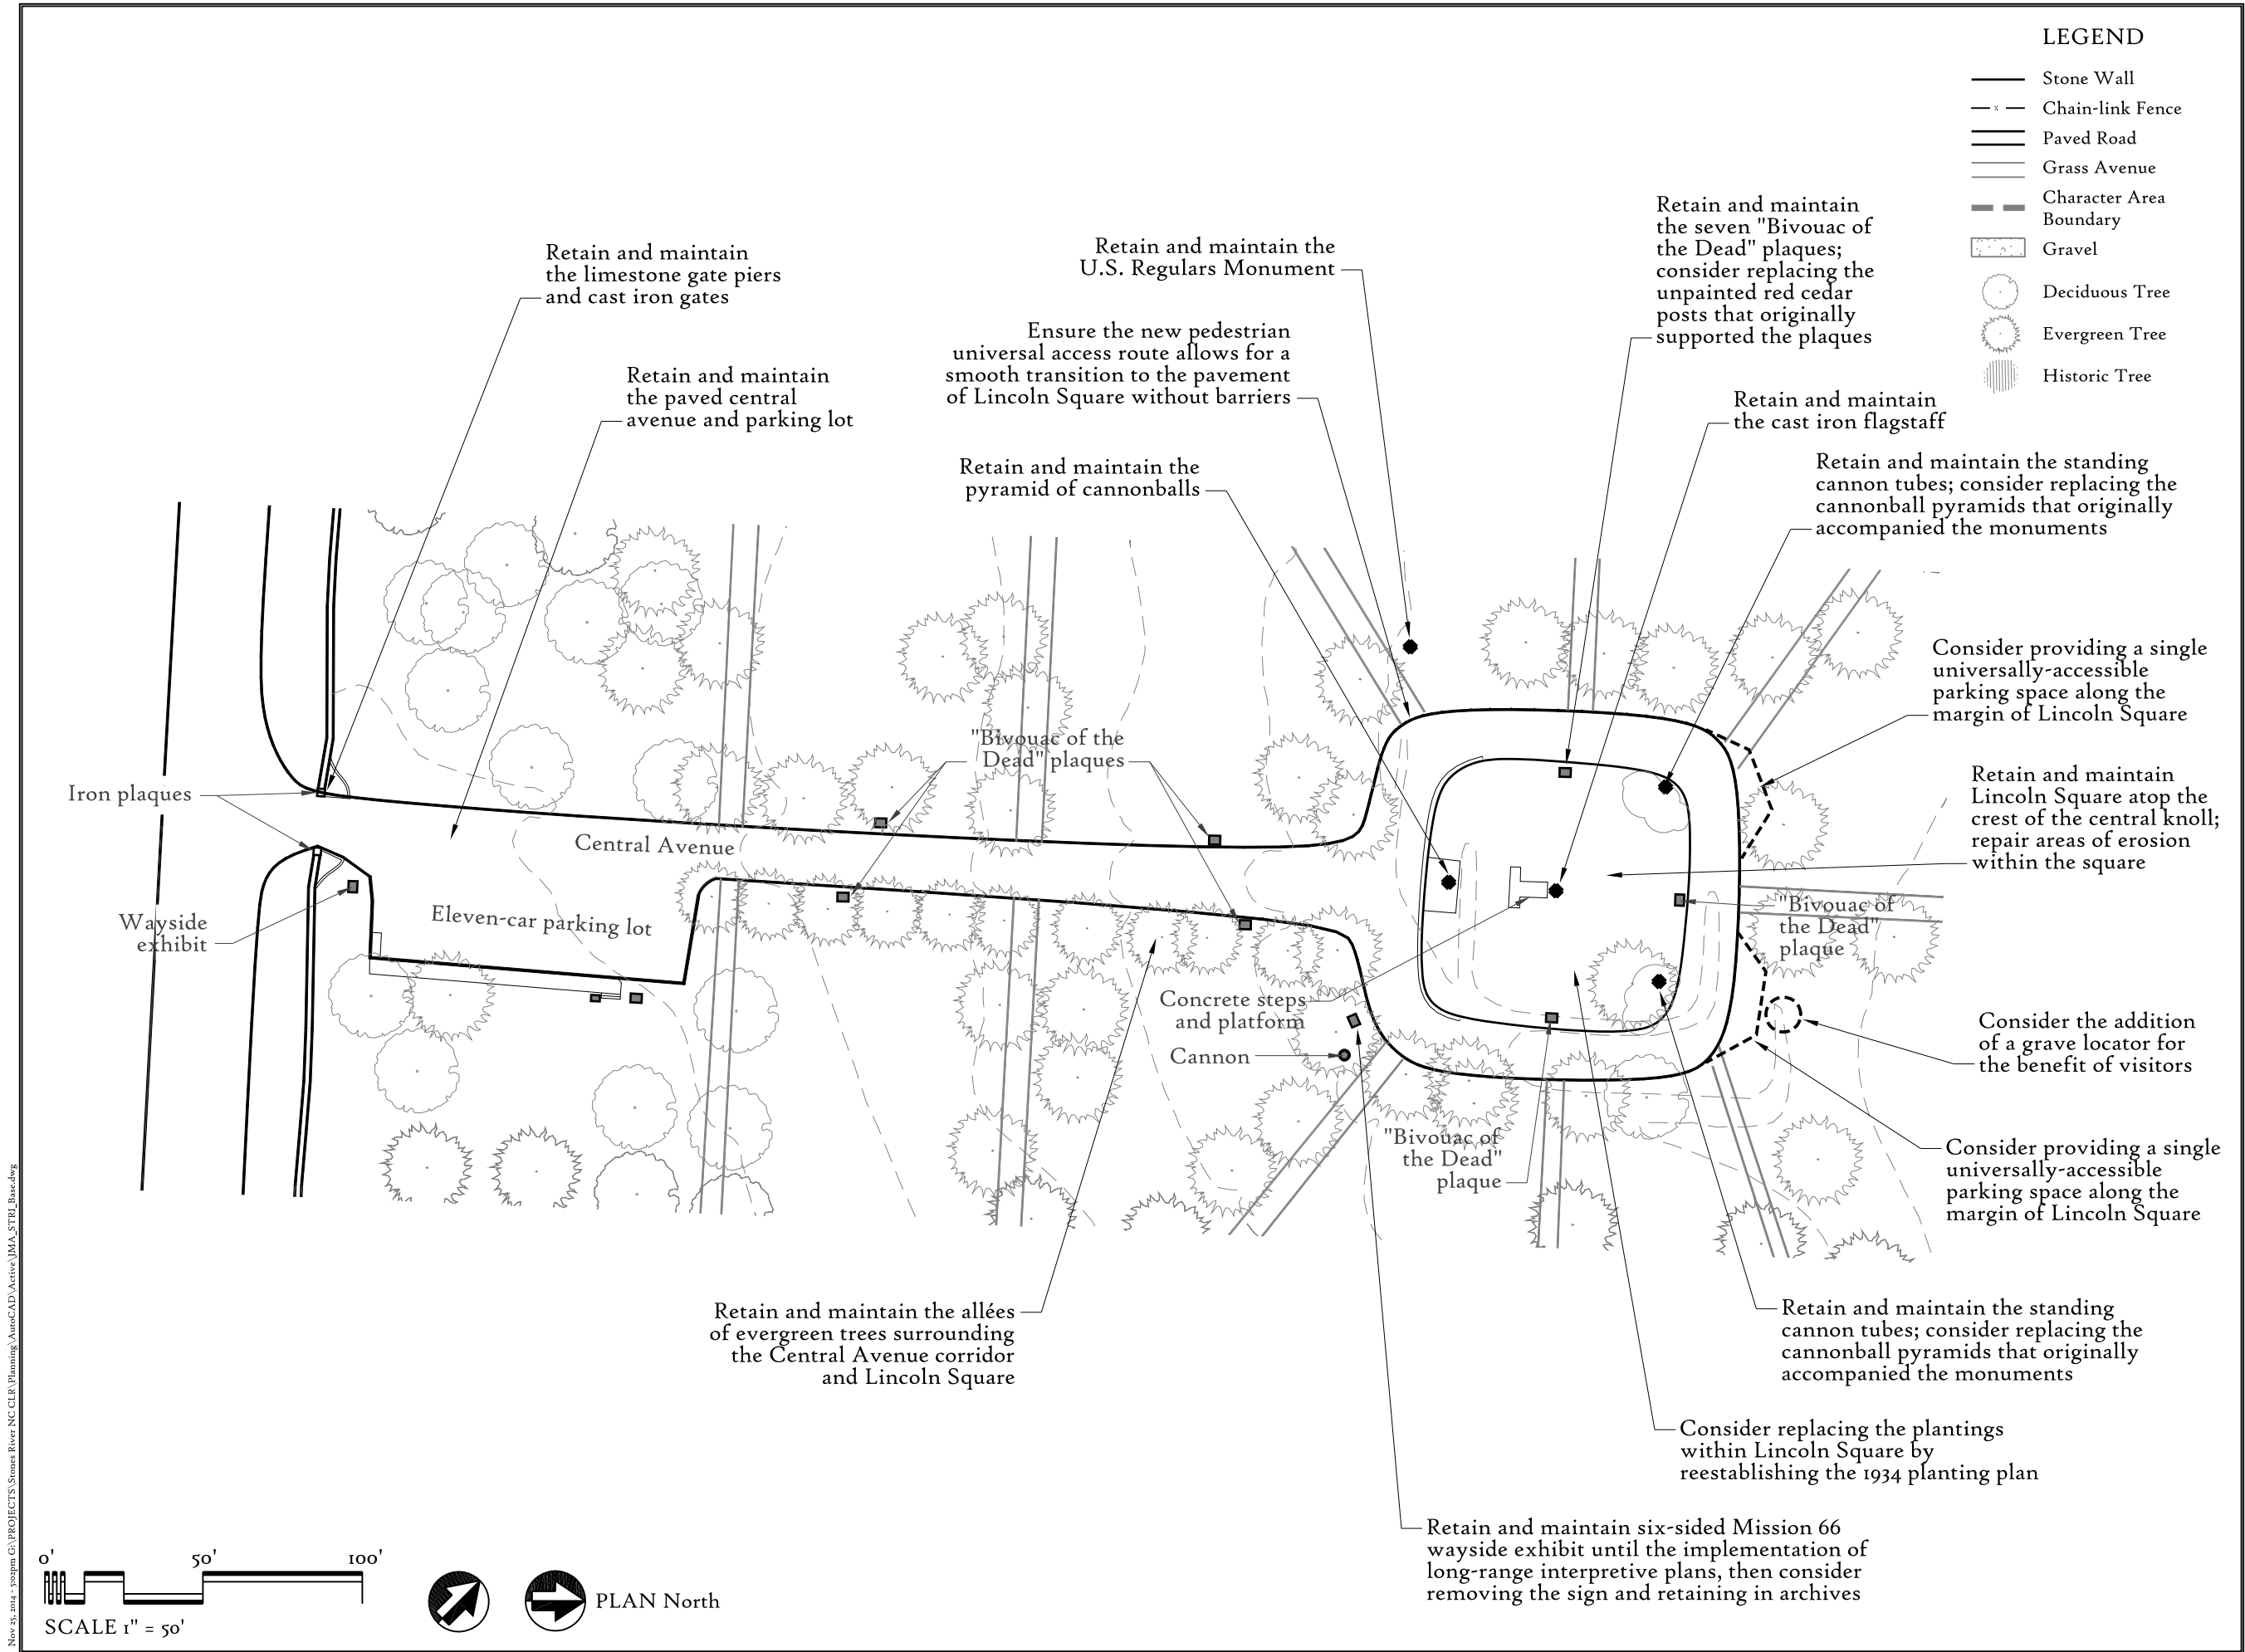 LEGEND
Stone Wall
Chain-link Fence
x
Paved Road
Grass Avenue
Character Area
Boundary
Gravel
Deciduous Tree
Evergreen Tree
Historic Tree
Retain and maintain
the limestone gate piers
and cast iron gates
Retain and maintain
the paved central
avenue and parking lot
Retain and maintain the
U.S. Regulars Monument
Ensure the new pedestrian
universal access route allows for a
smooth transition to the pavement
of Lincoln Square without barriers
Retain and maintain the
pyramid of cannonballs
Retain and maintain
the seven "Bivouac of
the Dead" plaques;
consider replacing the
unpainted red cedar
posts that originally
supported the plaques
Retain and maintain
the cast iron flagstaff
Retain and maintain the standing
cannon tubes; consider replacing the
cannonball pyramids that originally
accompanied the monuments
Consider providing a single
universally-accessible
parking space along the
margin of Lincoln Square
Retain and maintain
Lincoln Square atop the
crest of the central knoll;
repair areas of erosion
within the square
"Bivouac of the
Dead" plaques
Iron plaques
Central Avenue
Wayside
exhibit
Eleven-car parking lot
"Bivouac of
the Dead"
plaque
Concrete steps
and platform
Cannon
"Bivouac of
the Dead"
plaque
Consider the addition
of a grave locator for
the benefit of visitors
Consider providing a single
universally-accessible
parking space along the
margin of Lincoln Square
Retain and maintain the allées
of evergreen trees surrounding
the Central Avenue corridor
and Lincoln Square
Retain and maintain the standing
cannon tubes; consider replacing the
cannonball pyramids that originally
accompanied the monuments
Consider replacing the plantings
within Lincoln Square by
reestablishing the 1934 planting plan
Retain and maintain six-sided Mission 66
wayside exhibit until the implementation of
long-range interpretive plans, then consider
removing the sign and retaining in archives
0' 50' 100'
SCALE 1" = 50'
PLAN North
Nov 25, 2014 - 5:02pm G:\PROJECTS\Stones River NC CLR\Planning\AutoCAD\Active\JMA_STRI_Base.dwg